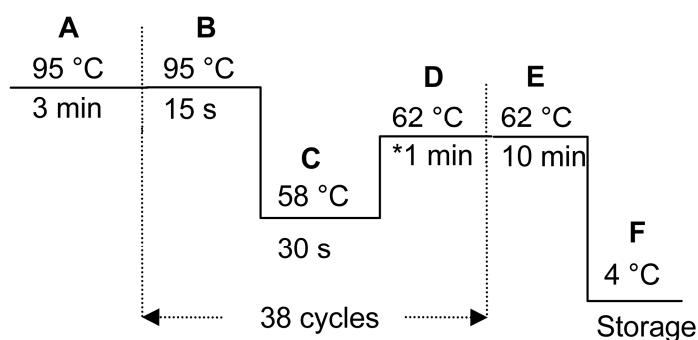 A
95 °C
3 min
B
95 °C
15 s
C
58 °C
30 s
D
62 °C
*1 min
E
62 °C
10 min
F
4 °C
Storage
38 cycles